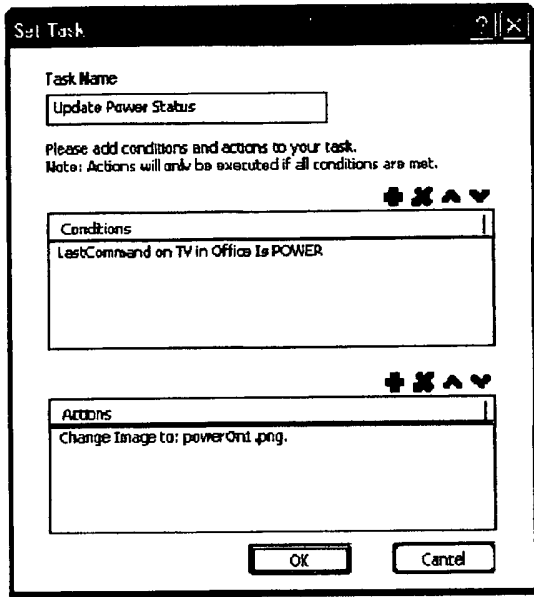 Set Task
Task Name
Update Power Status
Please add conditions and actions to your task.
Note: Actions will only be executed if all conditions are met.
Conditions
LastCommand on TV in Office Is POWER
Actions
Change Image to: powerOn1.png.
OK
Cancel